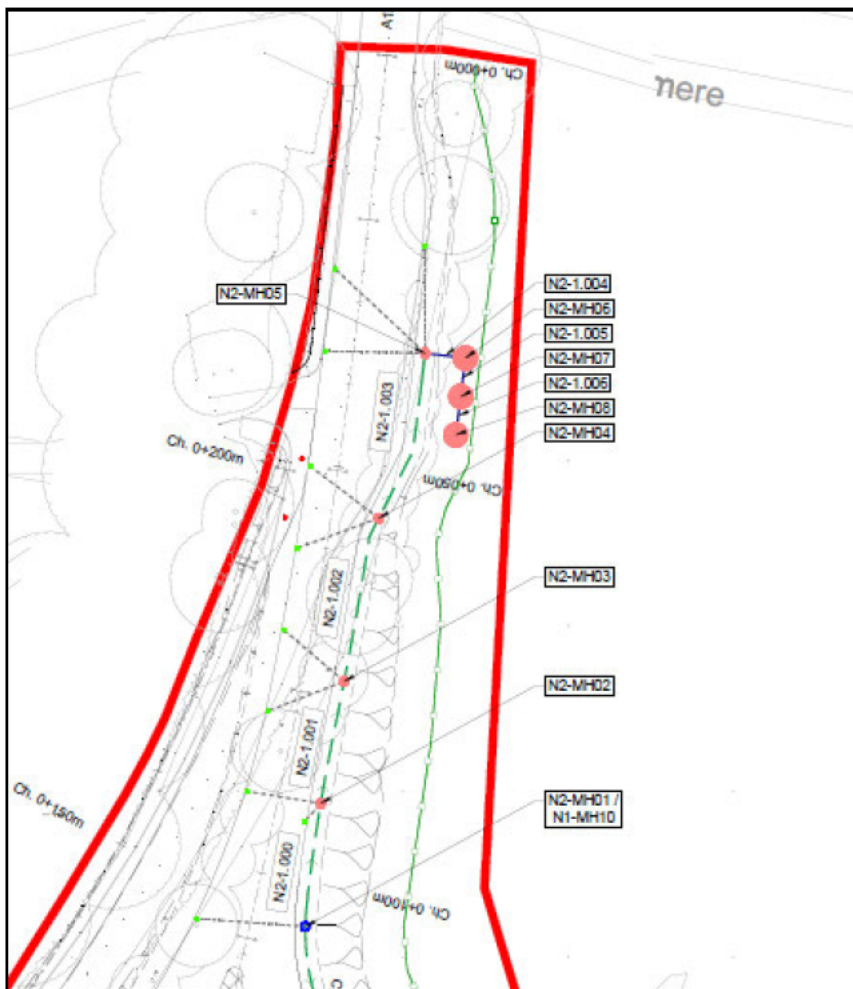 A1
Ch. 0+000m
mere
N2-1.004
N2-MH05
N2-MH06
N2-1.005
N2-MH07
N2-1.006
N2-MH08
N2-1.003
N2-MH04
Ch. 0+200m
Ch. 0+050m
N2-MH03
N2-1.002
N2-MH02
N2-1.001
Ch. 0+150m
N2-MH01 /
N1-MH10
N2-1.000
Ch. 0+100m
C